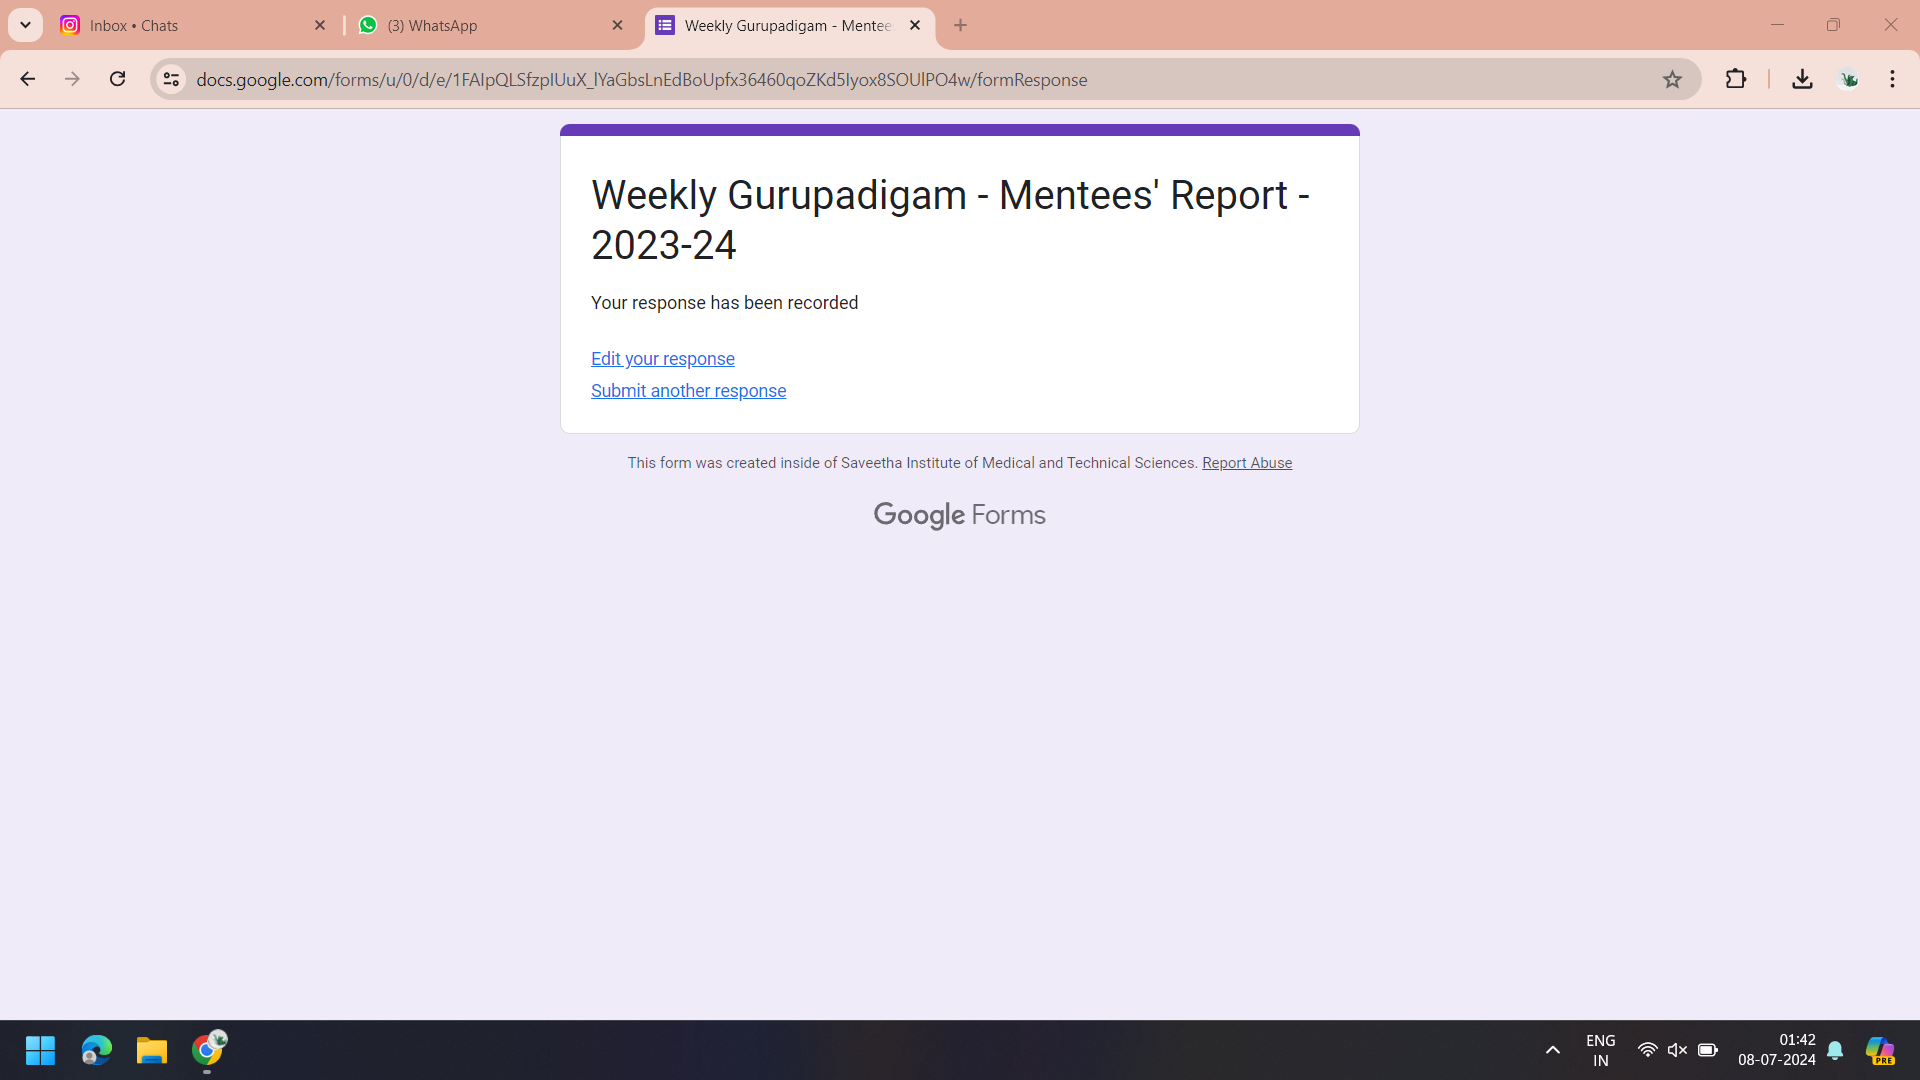 Inbox • Chats
(3) WhatsApp
Weekly Gurupadigam - Mentee
docs.google.com/forms/u/0/d/e/1FAIpQLSfzpIUuX_lYaGbsLnEdBoUpfx36460qoZKd5Iyox8SOUlPO4w/formResponse
Weekly Gurupadigam - Mentees' Report -
2023-24
Your response has been recorded
Edit your response
Submit another response
This form was created inside of Saveetha Institute of Medical and Technical Sciences. Report Abuse
Google Forms
ENG
IN
01:42
08-07-2024
PRE